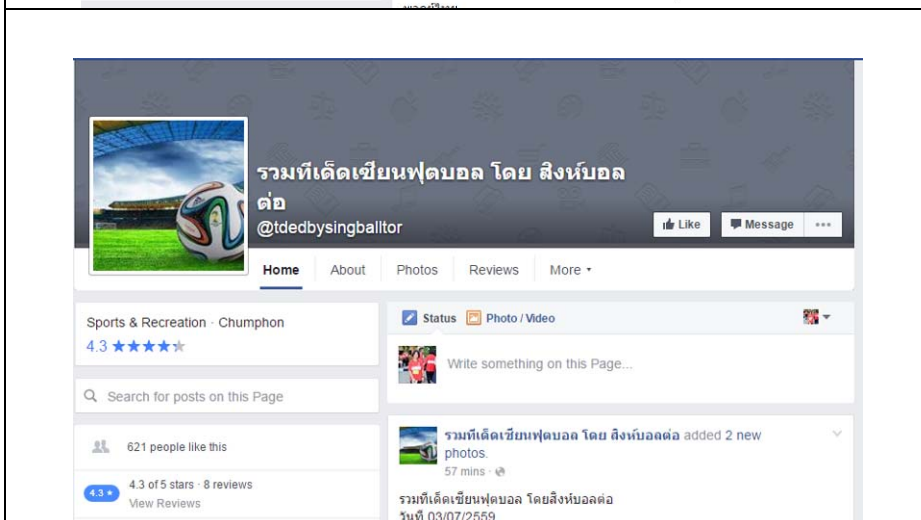 รวมทีเด็ดเซียนฟุตบอล โดย สิงห์บอล
ต่อ
@tdedbysingballtor
Like
Message
Home
About
Photos
Reviews
More
Sports & Recreation · Chumphon
4.3
Search for posts on this Page
621 people like this
4.3
4.3 of 5 stars · 8 reviews
View Reviews
Status
Photo / Video
Write something on this Page...
รวมทีเด็ดเซียนฟุตบอล โดย สิงห์บอลต่อ added 2 new
photos.
57 mins ·
รวมทีเด็ดเซียนฟุตบอล โดยสิงห์บอลต่อ
วันที่ 03/07/2559